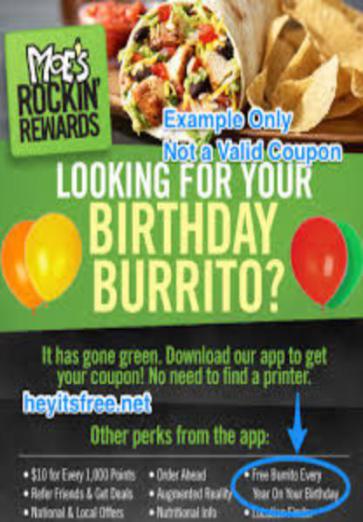 MOE'S
ROCKIN'
REWARDS
Example Only
Not a Valid Coupon
LOOKING FOR YOUR
BIRTHDAY
BURRITO?
It has gone green. Download our app to get
your coupon! No need to find a printer.
heyitsfree.net
Other perks from the app:
• $10 for Every 1,000 Points • Order Ahead • Free Burrito Every
• Refer Friends & Get Deals • Augmented Reality Year On Your Birthday
• National & Local Offers • Nutritional Info • Location Finder